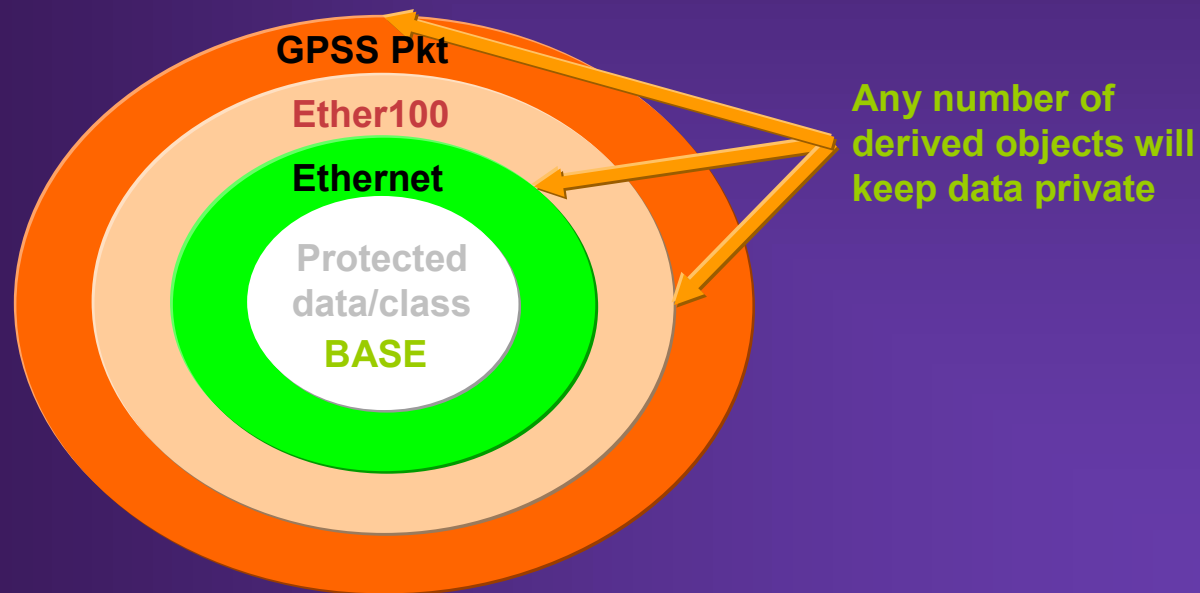 GPSS Pkt
Ether100
Ethernet
Protected
data/class
BASE
Any number of
derived objects will
keep data private